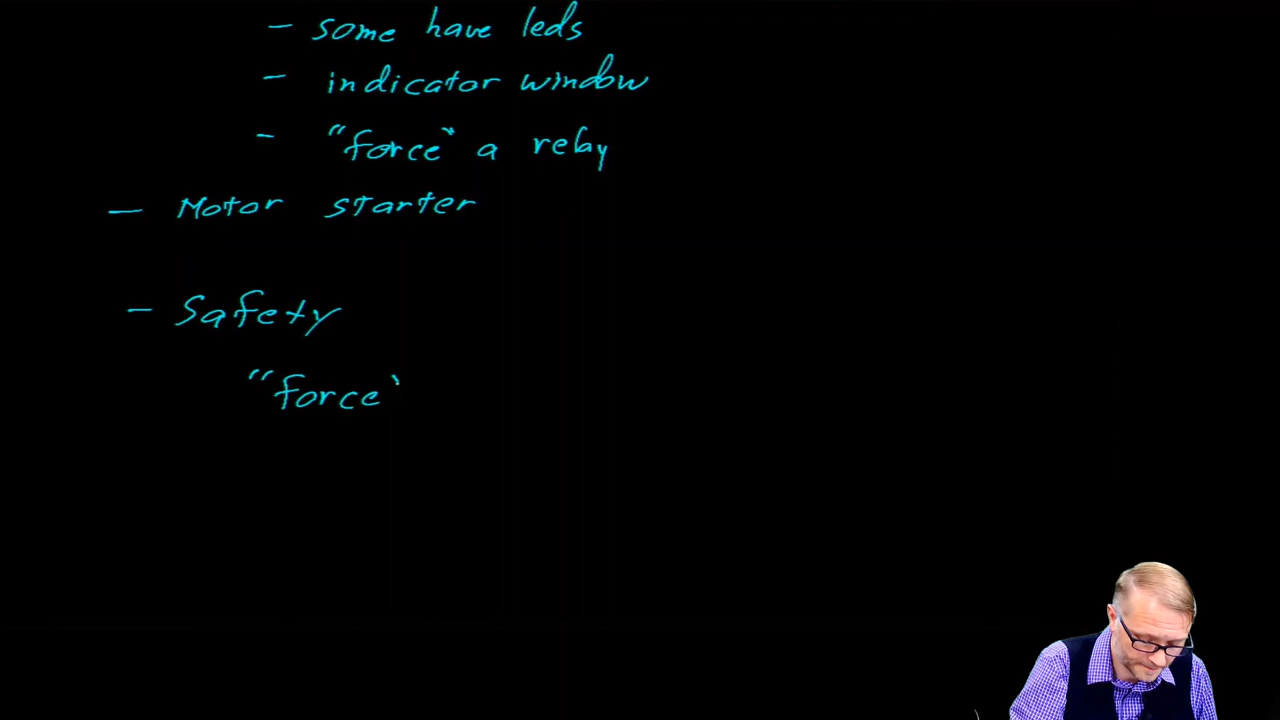 - some have leds
- indicator window
- "force" a relay
- Motor starter
- Safety
"force'